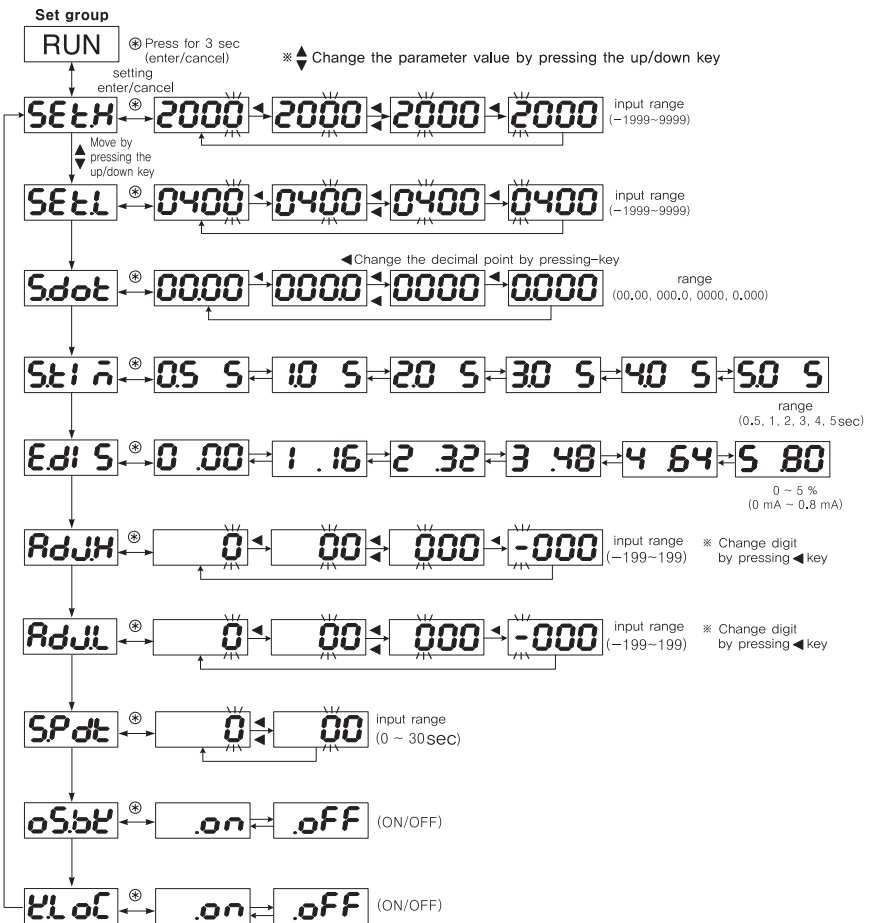 Set group
RUN
⊛ Press for 3 sec
(enter/cancel)
※ ▲▼ Change the parameter value by pressing the up/down key
setting
enter/cancel
SEt.H ⊛ 2000 ◀ 2000 ◀ 2000 ◀ 2000 input range
(−1999~9999)
▲▼ Move by
pressing the
up/down key
SEt.L ⊛ 0400 ◀ 0400 ◀ 0400 ◀ 0400 input range
(−1999~9999)
◀Change the decimal point by pressing-key
S.dot ⊛ 00.00 ◀ 000.0 ◀ 0000 ◀ 0.000 range
(00.00, 000.0, 0000, 0.000)
S.tI m ⊛ 0.5 S 1.0 S 2.0 S 3.0 S 4.0 S 5.0 S
range
(0.5, 1, 2, 3, 4, 5sec)
E.dI S ⊛ 0 .00 1 .16 2 .32 3 .48 4 .64 5 .80
0 ~ 5 %
(0 mA ~ 0.8 mA)
AdJ.H ⊛ 0 ◀ 00 ◀ 000 ◀ -000 input range ※ Change digit
(−199~199) by pressing ◀ key
AdJ.L ⊛ 0 ◀ 00 ◀ 000 ◀ -000 input range ※ Change digit
(−199~199) by pressing ◀ key
S.P dt ⊛ 0 ◀ 00 input range
(0 ~ 30sec)
oS.bt ⊛ .on .oFF (ON/OFF)
LoC ⊛ .on .oFF (ON/OFF)